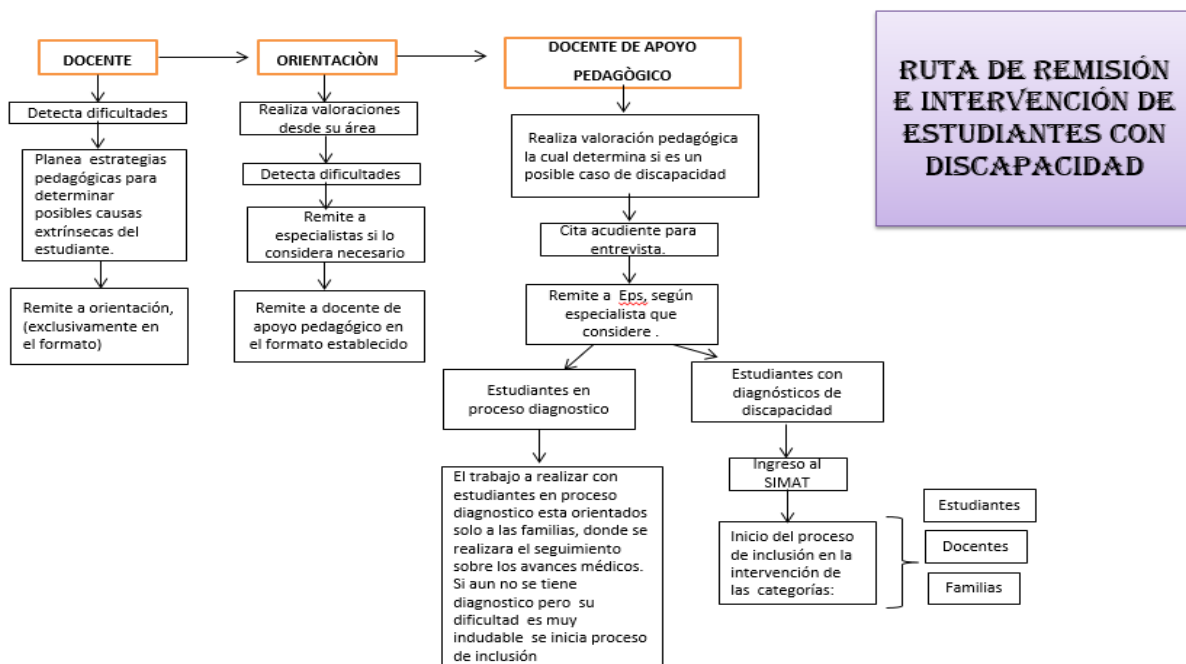 RUTA DE REMISIÓN
E INTERVENCIÓN DE
ESTUDIANTES CON
DISCAPACIDAD
DOCENTE
Detecta dificultades
Planea estrategias
pedagógicas para
determinar
posibles causas
extrínsecas del
estudiante.
Remite a orientación,
(exclusivamente en
el formato)
ORIENTACIÒN
Realiza valoraciones
desde su área
Detecta dificultades
Remite a
especialistas si lo
considera necesario
Remite a docente de
apoyo pedagógico en
el formato establecido
DOCENTE DE APOYO
PEDAGÒGICO
Realiza valoración pedagógica
la cual determina si es un
posible caso de discapacidad
Cita acudiente para
entrevista.
Remite a Eps, según
especialista que
considere .
Estudiantes en
proceso diagnostico
El trabajo a realizar con
estudiantes en proceso
diagnostico esta orientados
solo a las familias, donde se
realizara el seguimiento
sobre los avances médicos.
Si aun no se tiene
diagnostico pero su
dificultad es muy
indudable se inicia proceso
de inclusión
Estudiantes con
diagnósticos de
discapacidad
Ingreso al
SIMAT
Inicio del proceso
de inclusión en la
intervención de
las categorías:
Estudiantes
Docentes
Familias